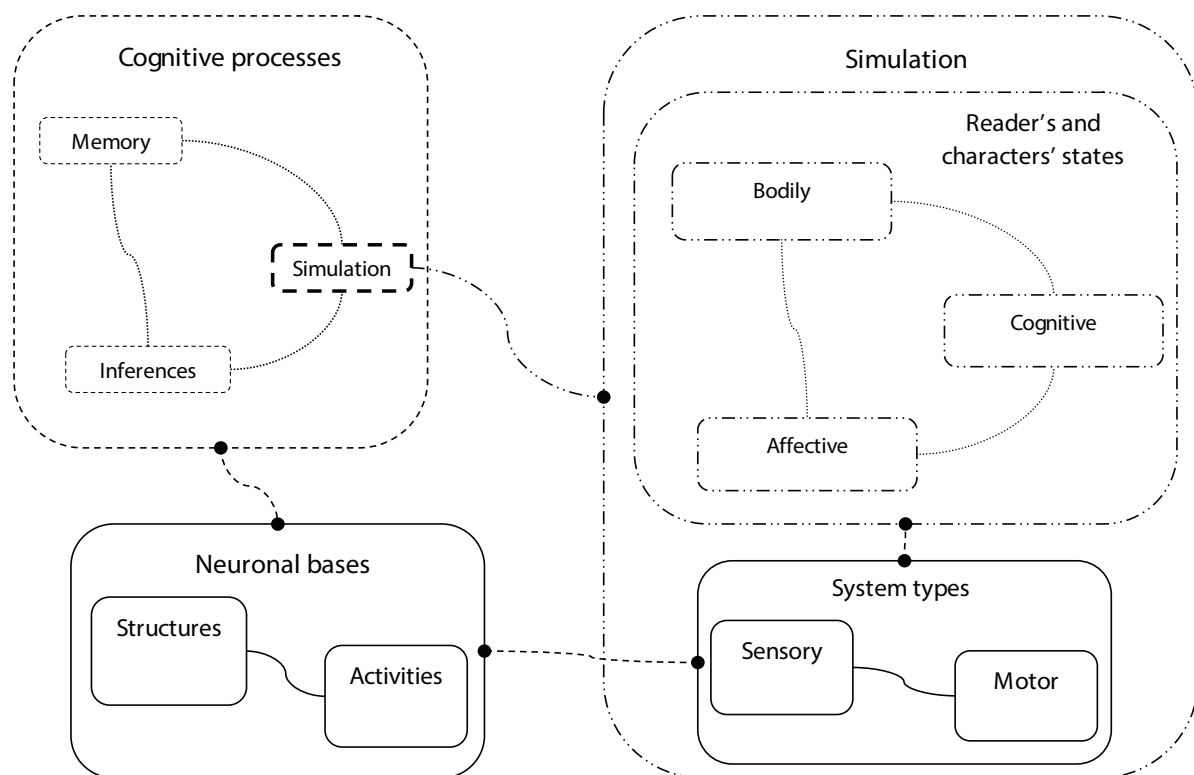 Cognitive processes
Memory
Simulation
Inferences
Neuronal bases
Structures
Activities
Simulation
Reader’s and
characters’ states
Bodily
Cognitive
Affective
System types
Sensory
Motor